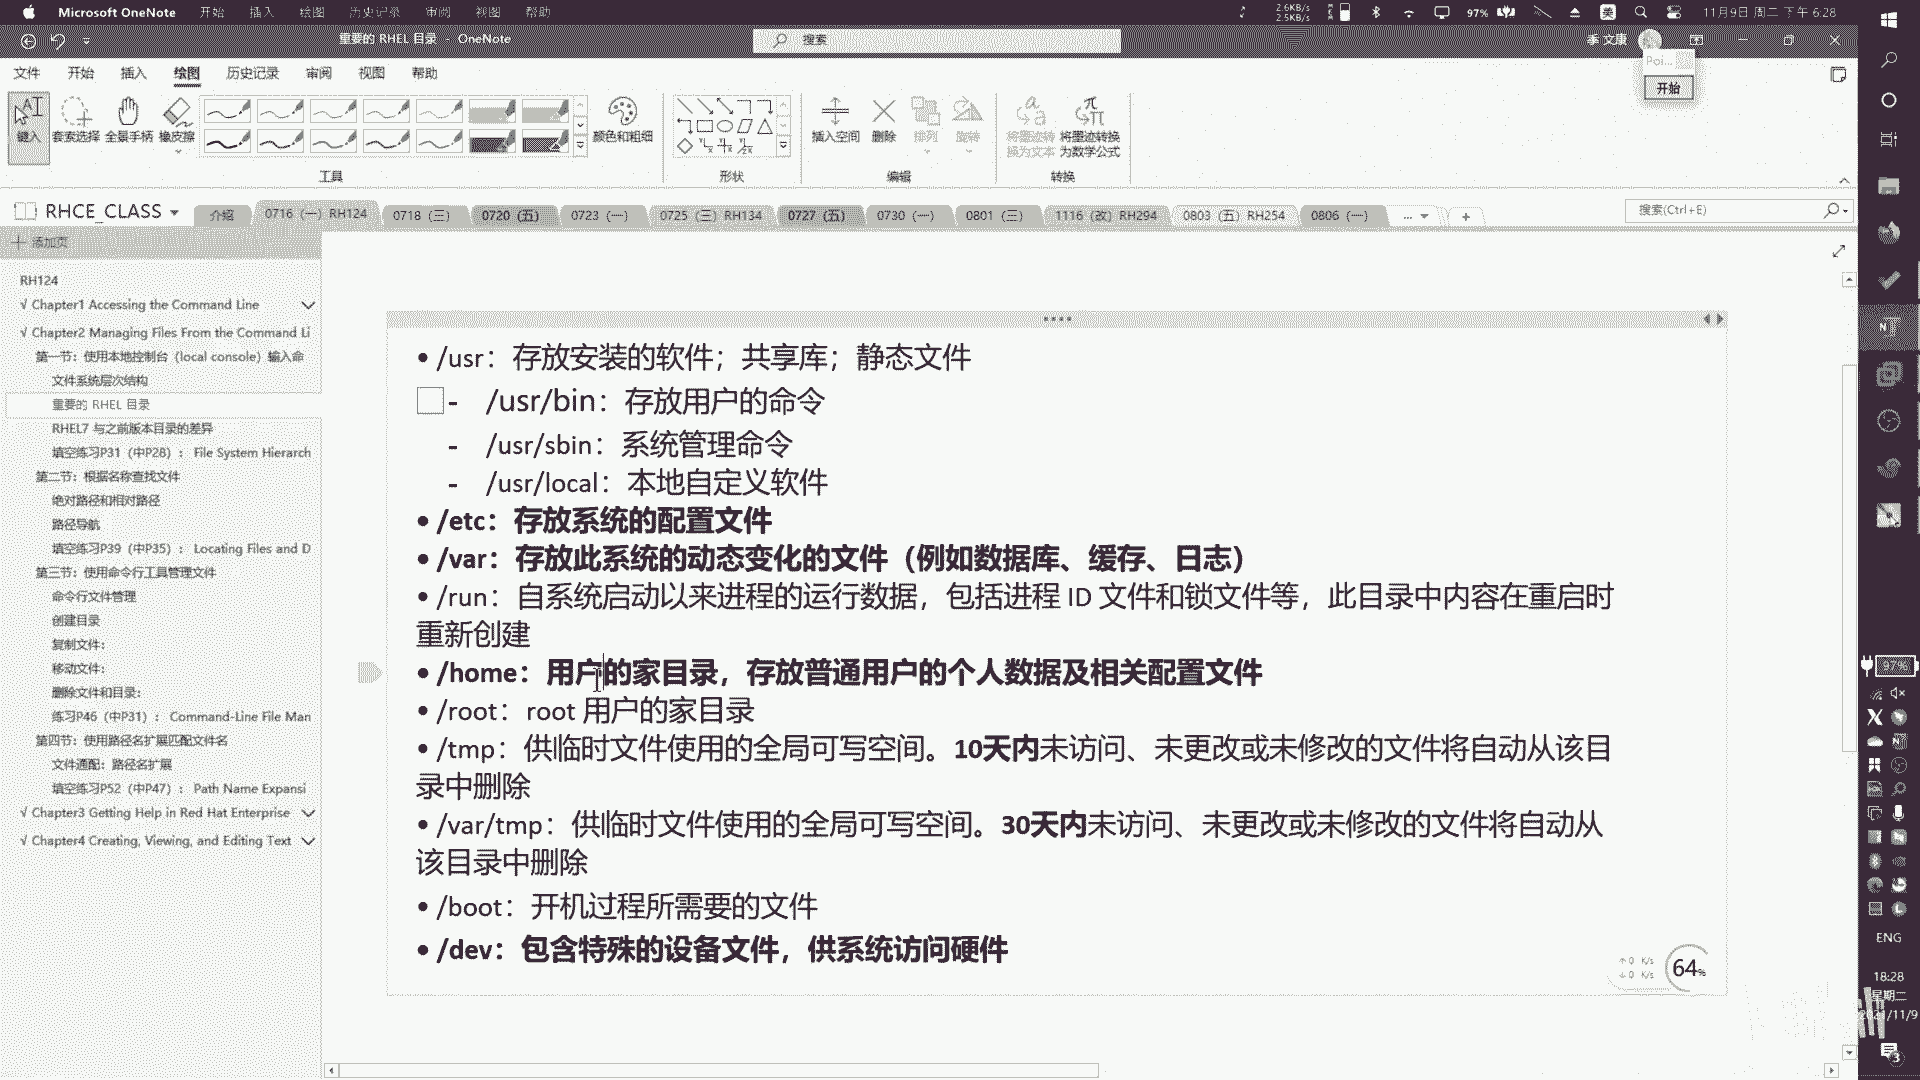 Microsoft OneNote 开始 插入 绘图 历史记录 审阅 视图 帮助
2.6KB/s
2.5KB/s
97%
美
11月9日 周二 下午 6:28
重要的 RHEL 目录 - OneNote
搜索
季 文康
文件 开始 插入 绘图 历史记录 审阅 视图 帮助
Poi...
开始
键入 套索选择 全景手柄 橡皮擦
颜色和粗细
插入空间 删除 排列 旋转
将墨迹转换为文本
将墨迹转换为数学公式
工具 形状 编辑 转换
RHCE_CLASS
介绍 0716 (一) RH124 0718 (三) 0720 (五) 0723 (一) 0725 (三) RH134 0727 (五) 0730 (一) 0801 (三) 1116 (改) RH294 0803 (五) RH254 0806 (一) ... +
搜索(Ctrl+E)
添加页
RH124
√ Chapter1 Accessing the Command Line
√ Chapter2 Managing Files From the Command Li
第一节：使用本地控制台（local console）输入命
文件系统层次结构
重要的 RHEL 目录
RHEL7 与之前版本目录的差异
填空练习P31（中P28）： File System Hierarch
第二节：根据名称查找文件
绝对路径和相对路径
路径导航
填空练习P39（中P35）： Locating Files and D
第三节：使用命令行工具管理文件
命令行文件管理
创建目录
复制文件：
移动文件：
删除文件和目录：
练习P46（中P31）： Command-Line File Man
第四节：使用路径名扩展匹配文件名
文件通配：路径名扩展
填空练习P52（中P47）： Path Name Expansi
√ Chapter3 Getting Help in Red Hat Enterprise
√ Chapter4 Creating, Viewing, and Editing Text
• /usr：存放安装的软件；共享库；静态文件
- /usr/bin：存放用户的命令
- /usr/sbin：系统管理命令
- /usr/local：本地自定义软件
• /etc：存放系统的配置文件
• /var：存放此系统的动态变化的文件（例如数据库、缓存、日志）
• /run：自系统启动以来进程的运行数据，包括进程 ID 文件和锁文件等，此目录中内容在重启时
重新创建
• /home：用户的家目录，存放普通用户的个人数据及相关配置文件
• /root：root 用户的家目录
• /tmp：供临时文件使用的全局可写空间。10天内未访问、未更改或未修改的文件将自动从该目
录中删除
• /var/tmp：供临时文件使用的全局可写空间。30天内未访问、未更改或未修改的文件将自动从
该目录中删除
• /boot：开机过程所需要的文件
• /dev：包含特殊的设备文件，供系统访问硬件
↑ 0 K/s
↓ 0 K/s
64%
97%
ENG
18:28
星期二
2021/11/9
3